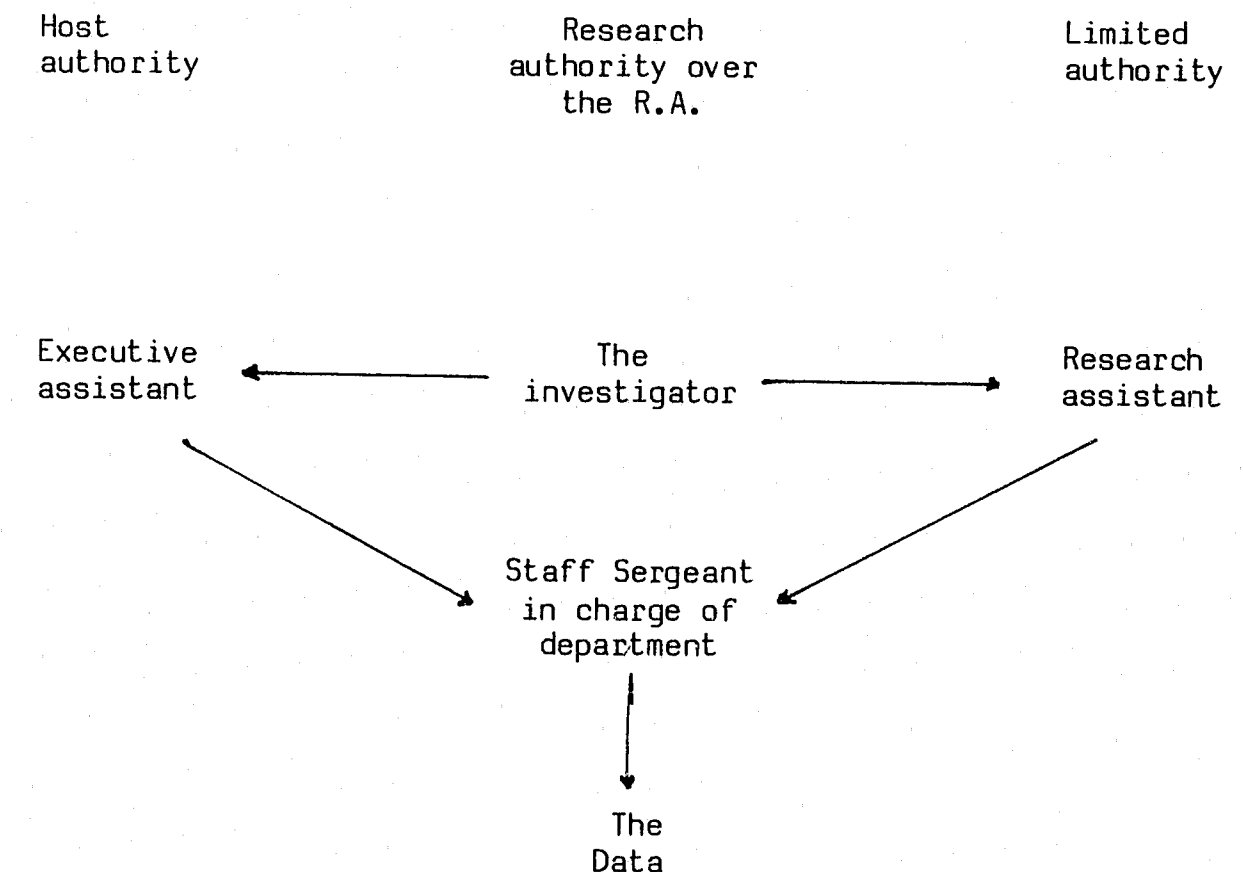 Host
authority
Research
authority over
the R.A.
Limited
authority
Executive
assistant
The
investigator
Research
assistant
Staff Sergeant
in charge of
department
The
Data